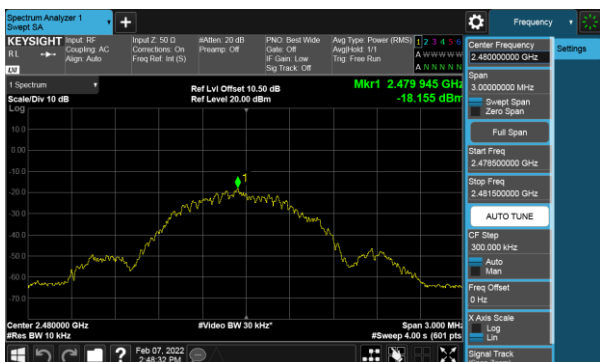 Spectrum Analyzer 1
Swept SA
Frequency
KEYSIGHT
Input: RF
Input Z: 50 Ω
#Atten: 20 dB
PNO: Best Wide
Avg Type: Power (RMS)
1 2 3 4 5 6
RL
Coupling: AC
Corrections: On
Preamp: Off
Gate: Off
Avg|Hold: 1/1
A W W W W W
Align: Auto
Freq Ref: Int (S)
IF Gain: Low
Trig: Free Run
Sig Track: Off
A N N N N N
LXI
1 Spectrum
Ref Lvl Offset 10.50 dB
Mkr1 2.479 945 GHz
Scale/Div 10 dB
Ref Level 20.00 dBm
-18.155 dBm
Log
10.0
0.00
-10.0
-20.0
-30.0
-40.0
-50.0
-60.0
-70.0
1
Center 2.480000 GHz
#Video BW 30 kHz*
Span 3.000 MHz
#Res BW 10 kHz
#Sweep 4.00 s (601 pts)
Feb 07, 2022
2:48:32 PM
Center Frequency
2.480000000 GHz
Settings
Span
3.00000000 MHz
Swept Span
Zero Span
Full Span
Start Freq
2.478500000 GHz
Stop Freq
2.481500000 GHz
AUTO TUNE
CF Step
300.000 kHz
Auto
Man
Freq Offset
0 Hz
X Axis Scale
Log
Lin
Signal Track